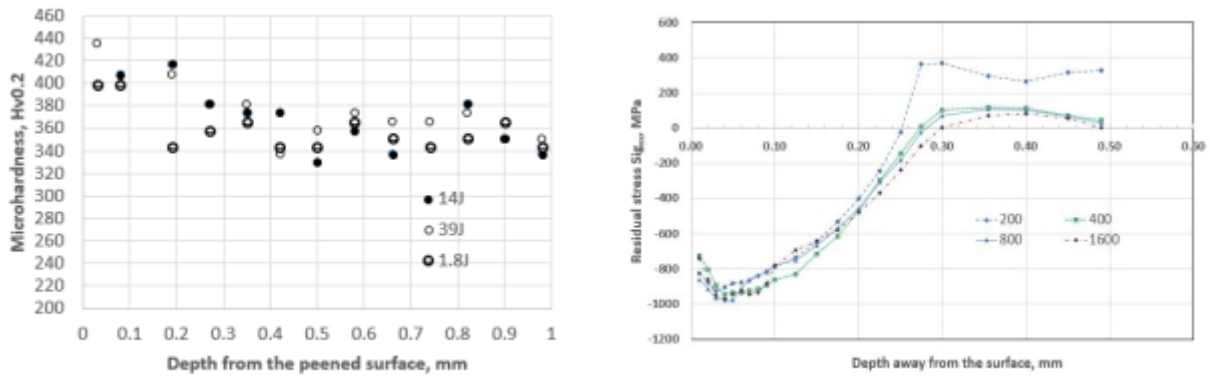 460
440
420
400
380
360
340
320
300
280
260
240
220
200
Microhardness, Hv0.2
0 0.1 0.2 0.3 0.4 0.5 0.6 0.7 0.8 0.9 1
Depth from the peened surface, mm
14J
39J
1.8J
600
400
200
0
-200
-400
-600
-800
-1000
-1200
Residual stress MPa
0.00 0.10 0.20 0.30 0.40 0.50 0.60
200 400
800 1600
Depth away from the surface, mm